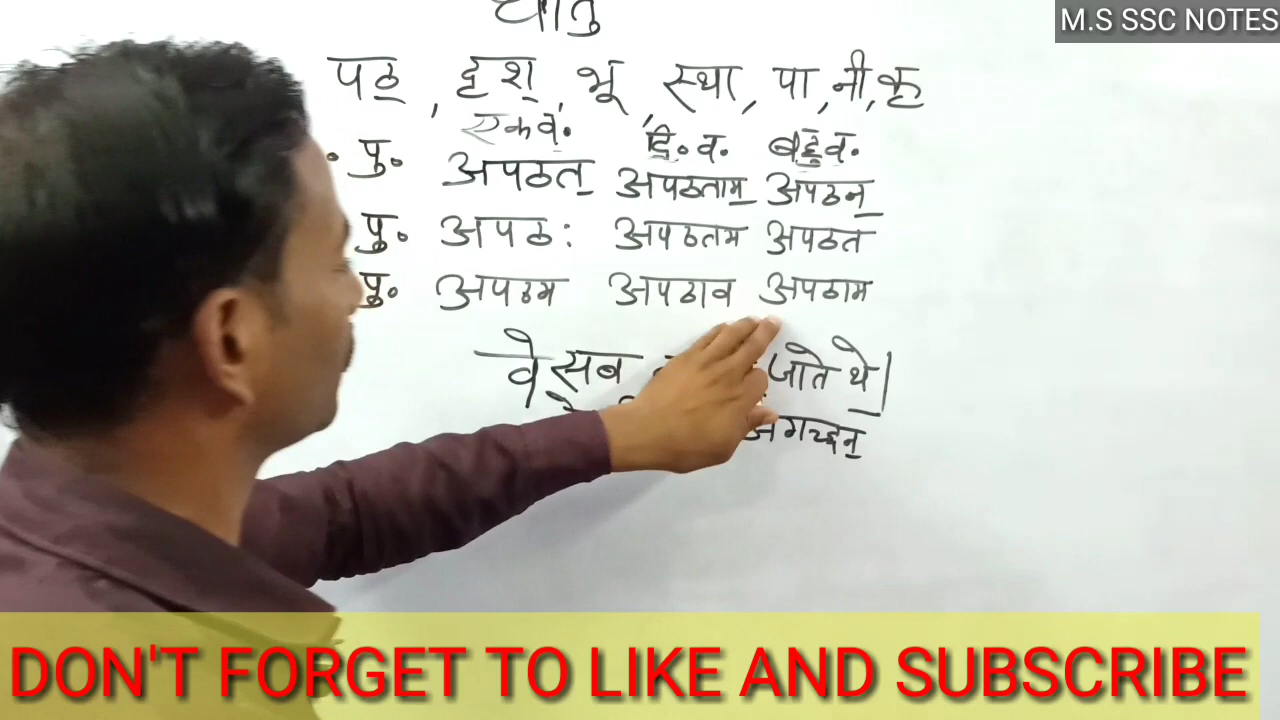 M.S SSC NOTES
धातु
पठ्, दृश्, भू, स्था, पा, नी, कृ
एकव. द्वि.व. बहुव.
. पु. अपठत् अपठताम् अपठन्
पु. अपठः अपठतम अपठत
पु. अपठम अपठाव अपठाम
वे सब जाते थे।
अगच्छन्
DON'T FORGET TO LIKE AND SUBSCRIBE